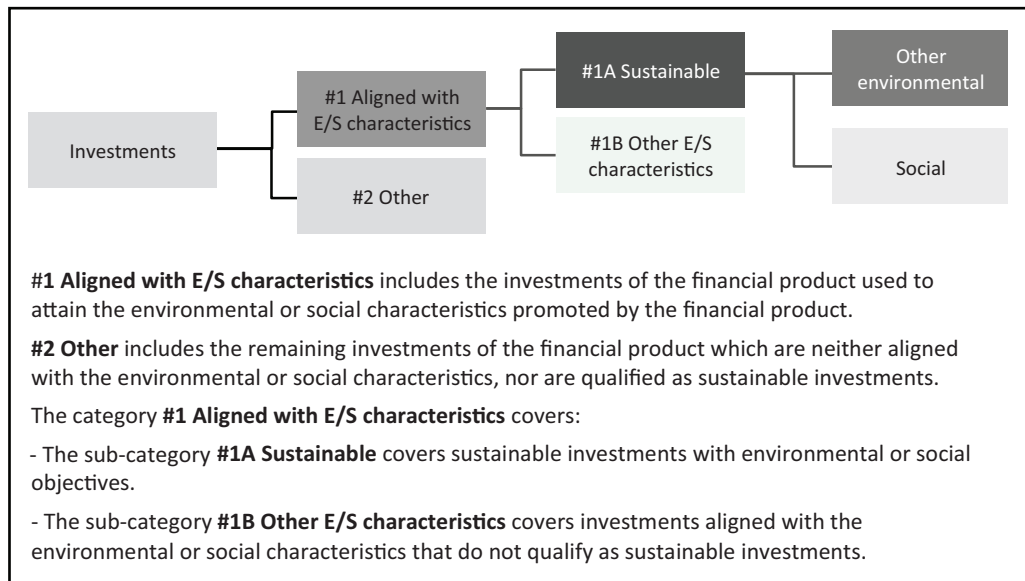 Investments
#1 Aligned with
E/S characteristics
#2 Other
#1A Sustainable
#1B Other E/S
characteristics
Other
environmental
Social
#1 Aligned with E/S characteristics includes the investments of the financial product used to
attain the environmental or social characteristics promoted by the financial product.
#2 Other includes the remaining investments of the financial product which are neither aligned
with the environmental or social characteristics, nor are qualified as sustainable investments.
The category #1 Aligned with E/S characteristics covers:
- The sub-category #1A Sustainable covers sustainable investments with environmental or social
objectives.
- The sub-category #1B Other E/S characteristics covers investments aligned with the
environmental or social characteristics that do not qualify as sustainable investments.